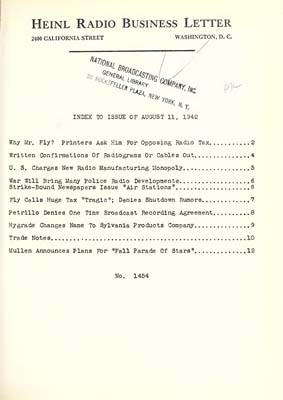 HEINL RADIO BUSINESS LETTER
2400 CALIFORNIA STREET WASHINGTON, D. C.
NATIONAL BROADCASTING COMPANY, INC
GENERAL LIBRARY
30 ROCKEFELLER PLAZA, NEW YORK, N. Y.
INDEX TO ISSUE OF AUGUST 11, 1942
Why Mr. Fly? Printers Ask Him For Opposing Radio Tax...........2
Written Confirmations Of Radiograms Or Cables Out...............4
U. S. Charges New Radio Manufacturing Monopoly..................5
War Will Bring Many Police Radio Developments...................6
Strike-Bound Newspapers Issue "Air Stations"....................6
Fly Calls Huge Tax "Tragic"; Denies Shutdown Rumors.............7
Petrillo Denies One Time Broadcast Recording Agreement..........8
Hygrade Changes Name To Sylvania Products Company...............9
Trade Notes....................................................10
Mullen Announces Plans For "Fall Parade Of Stars"..............12
No. 1454